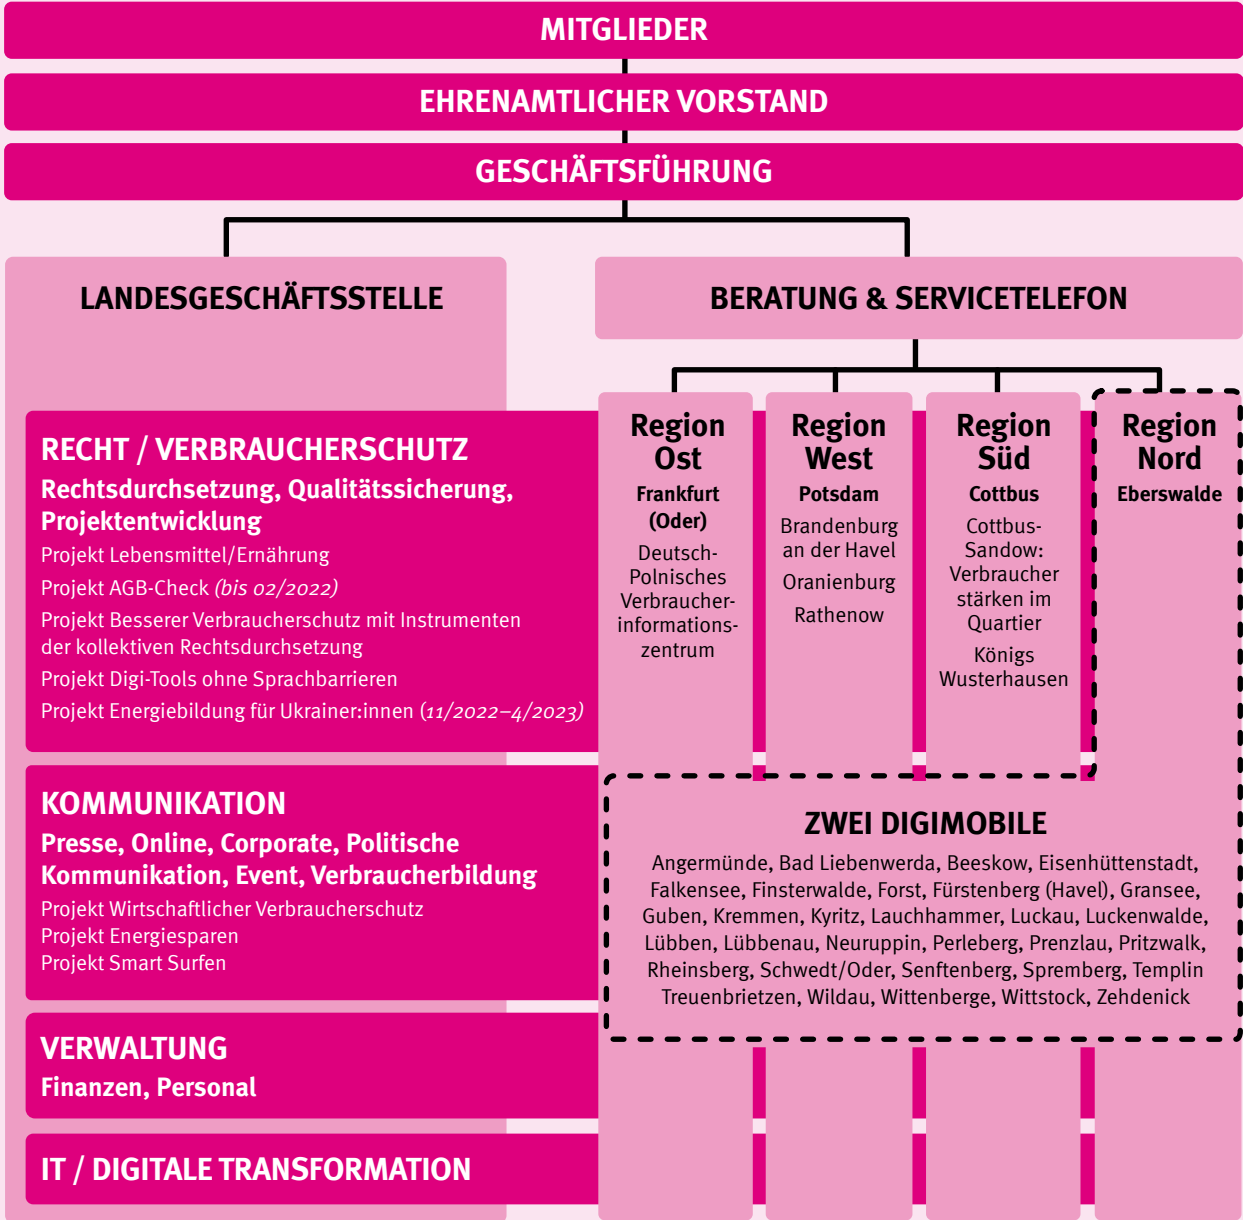 MITGLIEDER
EHRENAMTLICHER VORSTAND
GESCHÄFTSFÜHRUNG
LANDESGESCHÄFTSSTELLE
RECHT / VERBRAUCHERSCHUTZ
Rechtsdurchsetzung, Qualitätssicherung,
Projektentwicklung
Projekt Lebensmittel/Ernährung
Projekt AGB-Check (bis 02/2022)
Projekt Besserer Verbraucherschutz mit Instrumenten
der kollektiven Rechtsdurchsetzung
Projekt Digi-Tools ohne Sprachbarrieren
Projekt Energiebildung für Ukrainer:innen (11/2022–4/2023)
KOMMUNIKATION
Presse, Online, Corporate, Politische
Kommunikation, Event, Verbraucherbildung
Projekt Wirtschaftlicher Verbraucherschutz
Projekt Energiesparen
Projekt Smart Surfen
VERWALTUNG
Finanzen, Personal
IT / DIGITALE TRANSFORMATION
BERATUNG & SERVICETELEFON
Region
Ost
Frankfurt
(Oder)
Deutsch-
Polnisches
Verbraucher-
informations-
zentrum
Region
West
Potsdam
Brandenburg
an der Havel
Oranienburg
Rathenow
Region
Süd
Cottbus
Cottbus-
Sandow:
Verbraucher
stärken im
Quartier
Königs
Wusterhausen
Region
Nord
Eberswalde
ZWEI DIGIMOBILE
Angermünde, Bad Liebenwerda, Beeskow, Eisenhüttenstadt,
Falkensee, Finsterwalde, Forst, Fürstenberg (Havel), Gransee,
Guben, Kremmen, Kyritz, Lauchhammer, Luckau, Luckenwalde,
Lübben, Lübbenau, Neuruppin, Perleberg, Prenzlau, Pritzwalk,
Rheinsberg, Schwedt/Oder, Senftenberg, Spremberg, Templin
Treuenbrietzen, Wildau, Wittenberge, Wittstock, Zehdenick